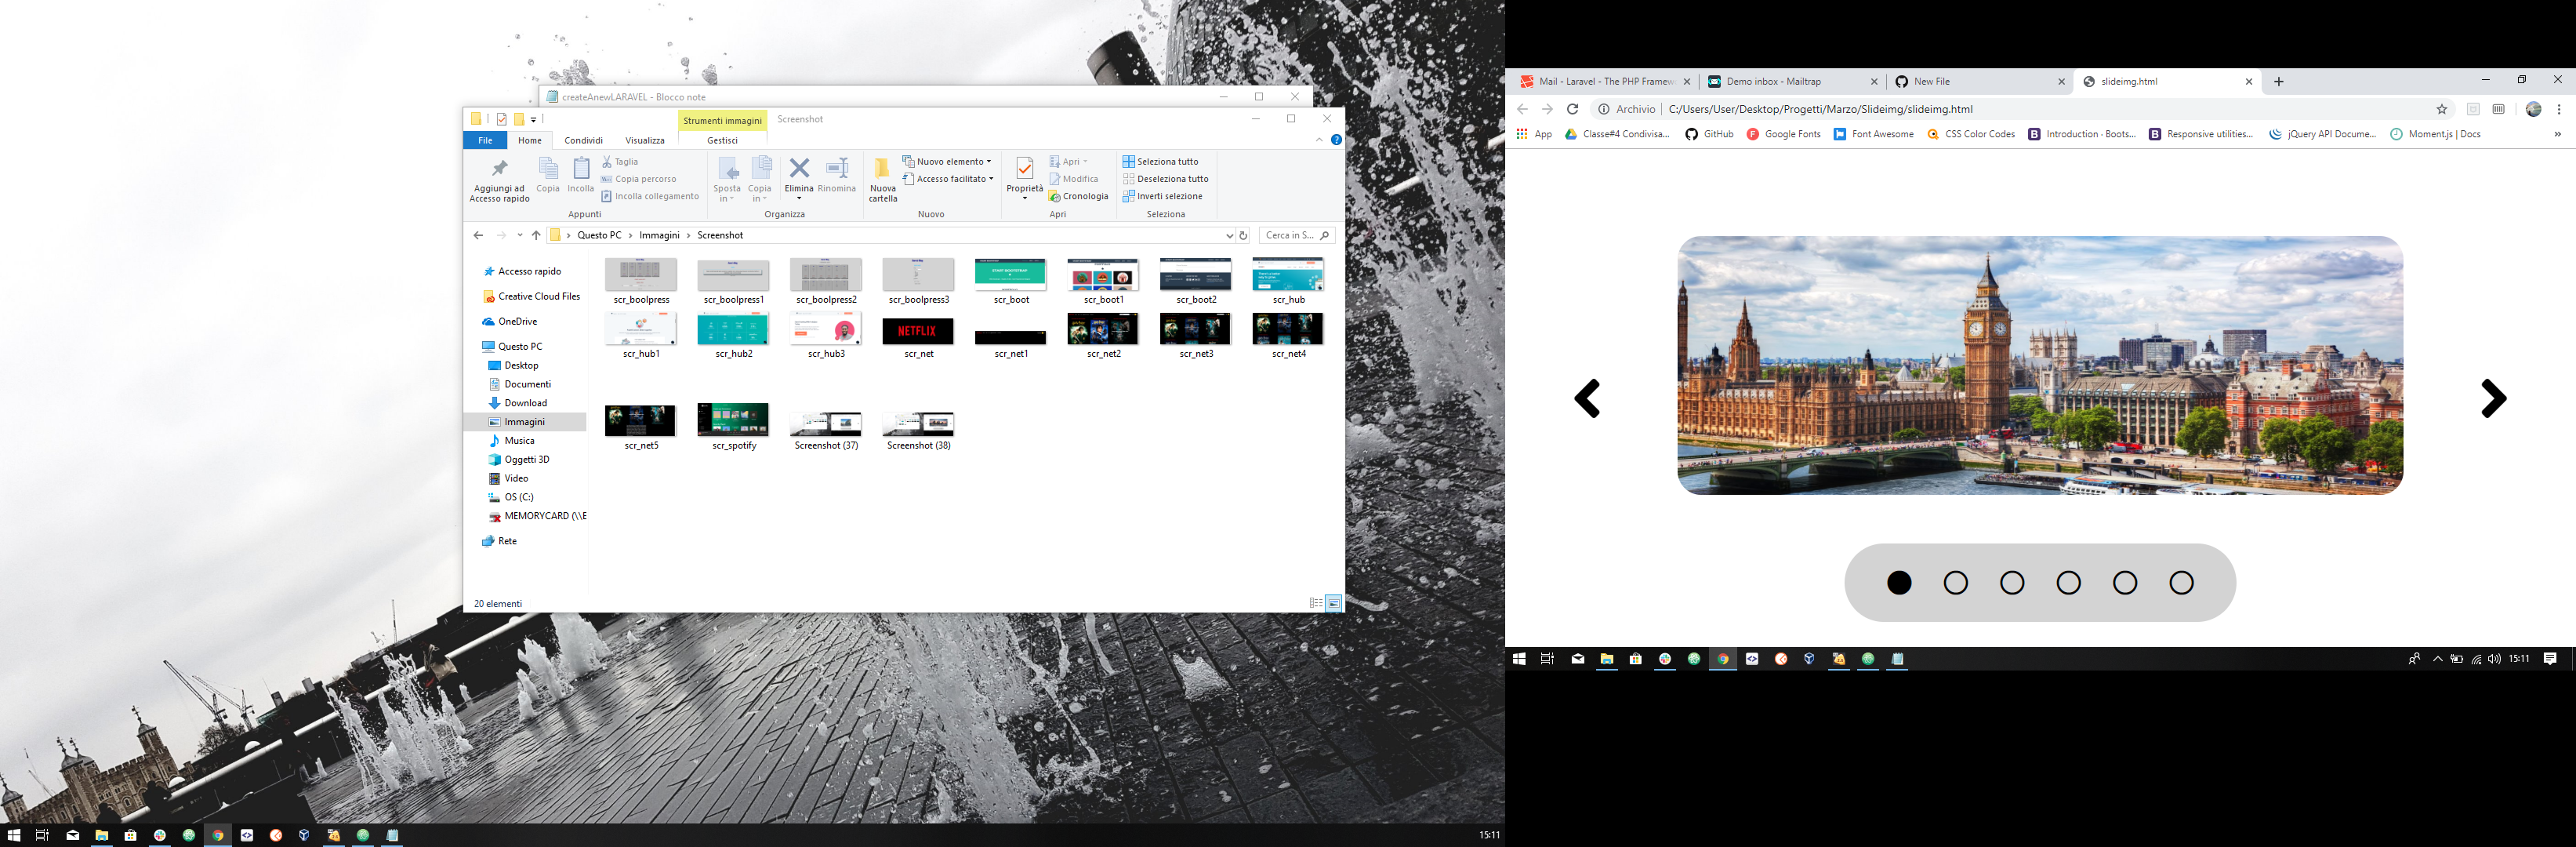 createAnewLARAVEL - Blocco note
Strumenti immagini
Screenshot
File
Home
Condividi
Visualizza
Gestisci
Aggiungi ad
Accesso rapido
Copia
Incolla
Taglia
Copia percorso
Incolla collegamento
Appunti
Sposta
in
Copia
in
Elimina
Rinomina
Organizza
Nuova
cartella
Nuovo elemento
Accesso facilitato
Nuovo
Proprietà
Apri
Modifica
Cronologia
Apri
Seleziona tutto
Deseleziona tutto
Inverti selezione
Seleziona
Questo PC
Immagini
Screenshot
Cerca in S...
Accesso rapido
Creative Cloud Files
OneDrive
Questo PC
Desktop
Documenti
Download
Immagini
Musica
Oggetti 3D
Video
OS (C:)
MEMORYCARD (\\E
Rete
scr_boolpress
scr_boolpress1
scr_boolpress2
scr_boolpress3
scr_boot
scr_boot1
scr_boot2
scr_hub
scr_hub1
scr_hub2
scr_hub3
NETFLIX
scr_net
scr_net1
scr_net2
scr_net3
scr_net4
scr_net5
scr_spotify
Screenshot (37)
Screenshot (38)
20 elementi
15:11
Mail - Laravel - The PHP Framew
Demo inbox - Mailtrap
New File
slideimg.html
Archivio
C:/Users/User/Desktop/Progetti/Marzo/Slideimg/slideimg.html
App
Classe#4 Condivisa...
GitHub
Google Fonts
Font Awesome
CSS Color Codes
Introduction · Boots...
Responsive utilities...
jQuery API Docume...
Moment.js | Docs
»
15:11